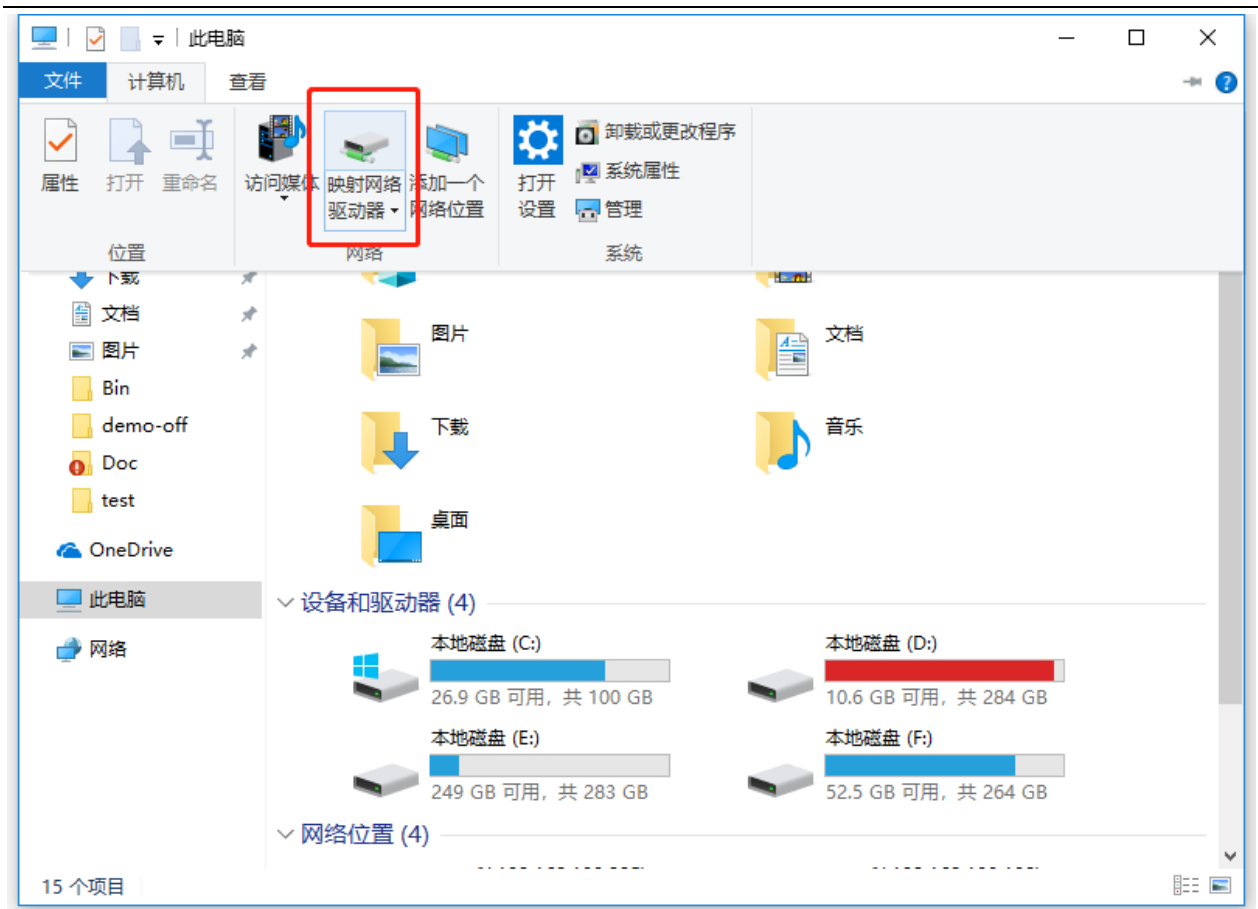 此电脑
文件
计算机
查看
属性
打开
重命名
访问媒体
映射网络
驱动器
添加一个
网络位置
打开
设置
卸载或更改程序
系统属性
管理
位置
网络
系统
下载
文档
图片
Bin
demo-off
Doc
test
OneDrive
此电脑
网络
图片
文档
下载
音乐
桌面
设备和驱动器 (4)
本地磁盘 (C:)
26.9 GB 可用，共 100 GB
本地磁盘 (D:)
10.6 GB 可用，共 284 GB
本地磁盘 (E:)
249 GB 可用，共 283 GB
本地磁盘 (F:)
52.5 GB 可用，共 264 GB
网络位置 (4)
15 个项目